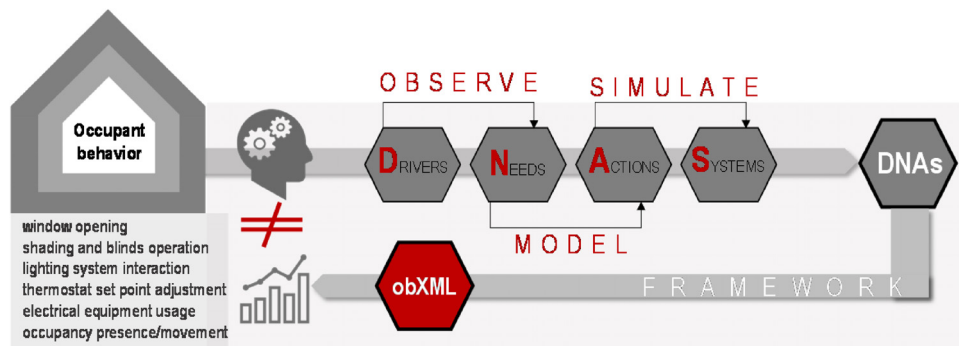 OBSERVE
SIMULATE
Occupant
behavior
DRIVERS
NEEDS
ACTIONS
SYSTEMS
DNAs
MODEL
window opening
shading and blinds operation
lighting system interaction
thermostat set point adjustment
electrical equipment usage
occupancy presence/movement
obXML
FRAMEWORK